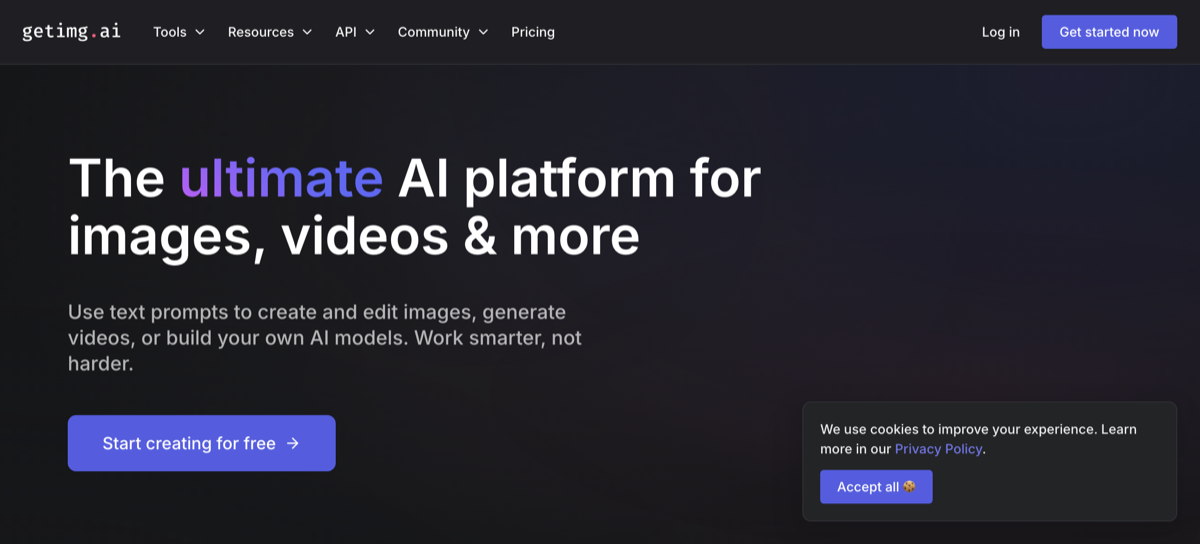 getimg.ai
Tools
Resources
API
Community
Pricing
Log in
Get started now
The ultimate AI platform for
images, videos & more
Use text prompts to create and edit images, generate
videos, or build your own AI models. Work smarter, not
harder.
Start creating for free →
We use cookies to improve your experience. Learn
more in our Privacy Policy.
Accept all 🍪